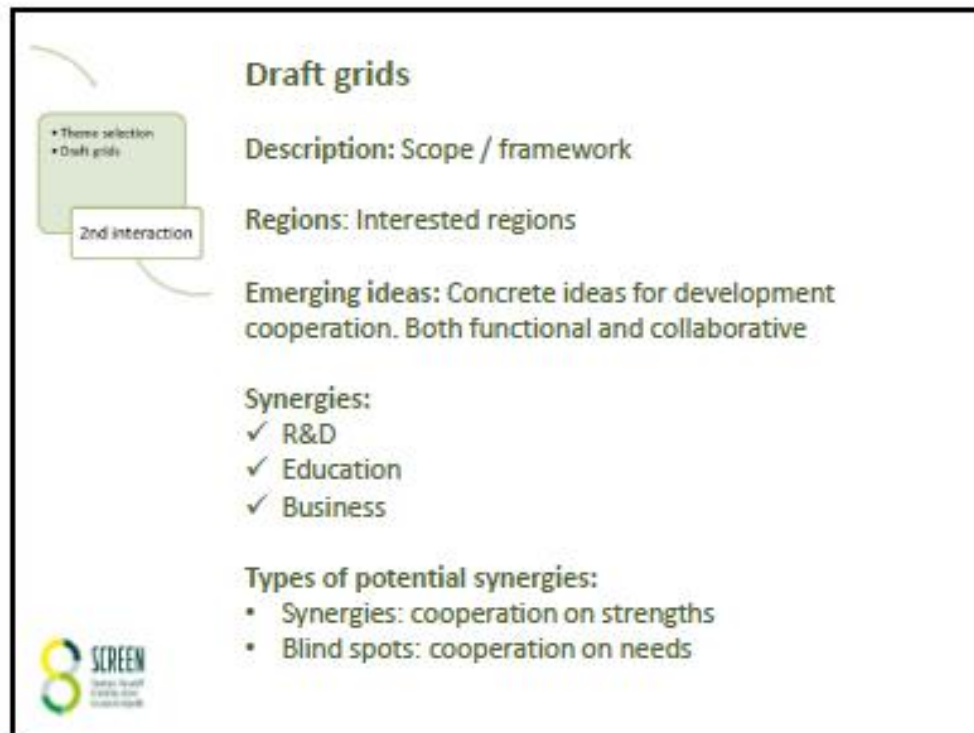 Draft grids
• Theme selection
• Draft grids
2nd interaction
Description: Scope / framework
Regions: Interested regions
Emerging ideas: Concrete ideas for development
cooperation. Both functional and collaborative
Synergies:
✓ R&D
✓ Education
✓ Business
Types of potential synergies:
• Synergies: cooperation on strengths
• Blind spots: cooperation on needs
SCREEN